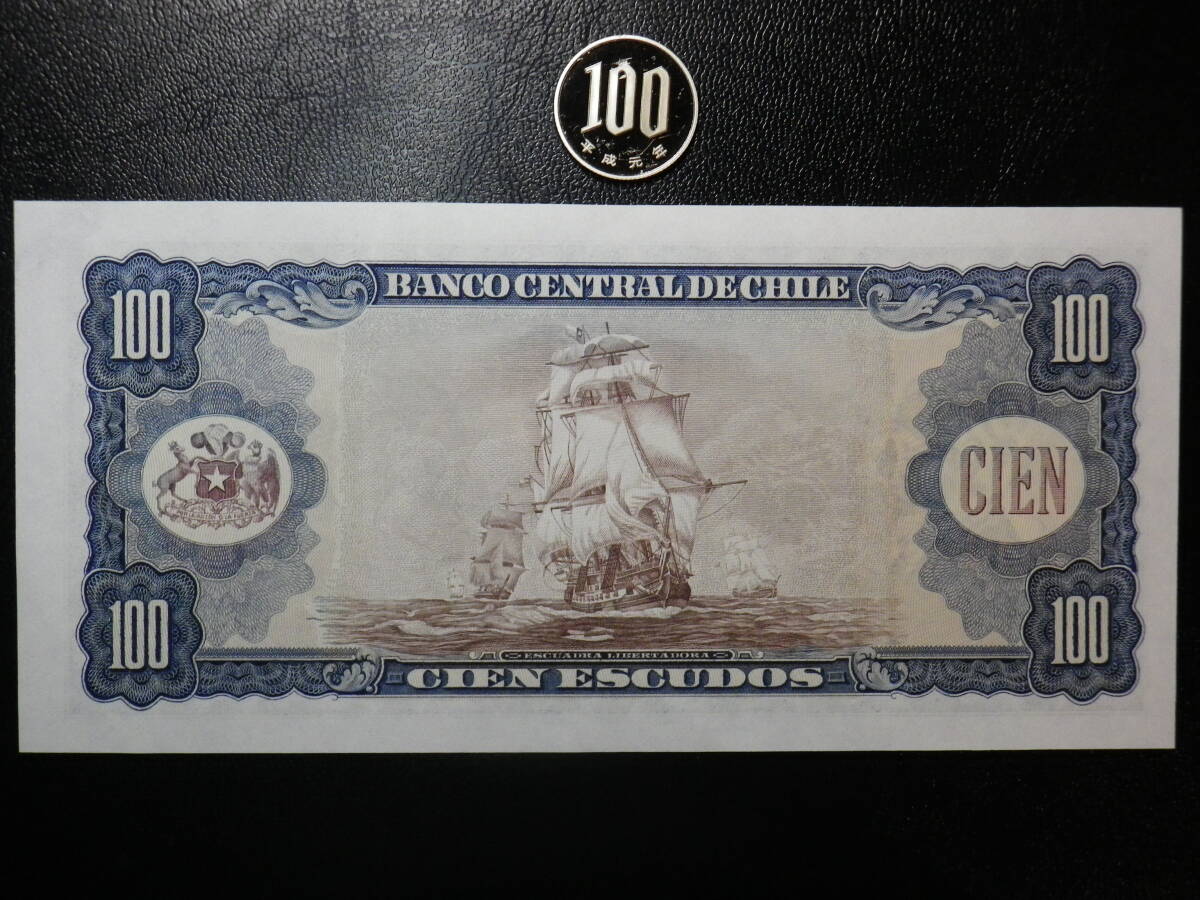 100
平成元年
BANCO CENTRAL DE CHILE
100
100
CIEN
100
100
ESCUADRA LIBERTADORA
CIEN ESCUDOS